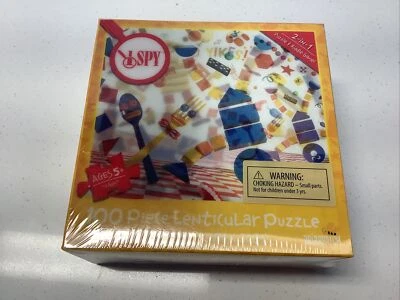 I SPY
2-IN-1
YIKES!
AGES 5+
WARNING:
CHOKING HAZARD – Small parts.
Not for children under 3 yrs.
100 Piece Lenticular Puzzle